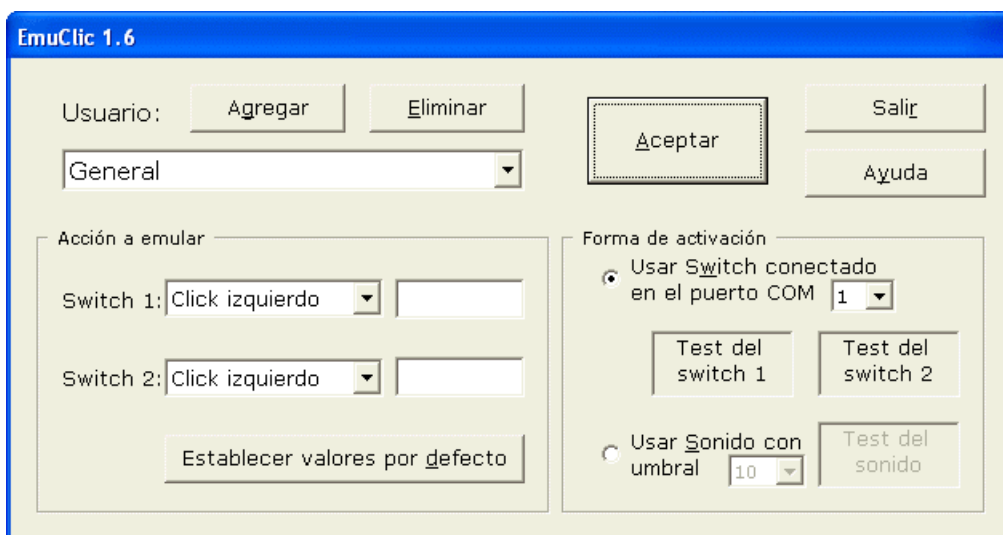 EmuClic 1.6
Usuario:
Agregar
Eliminar
General
Aceptar
Salir
Ayuda
Acción a emular
Switch 1:
Click izquierdo
Switch 2:
Click izquierdo
Establecer valores por defecto
Forma de activación
Usar Switch conectado
en el puerto COM
1
Test del
switch 1
Test del
switch 2
Usar Sonido con
umbral
10
Test del
sonido